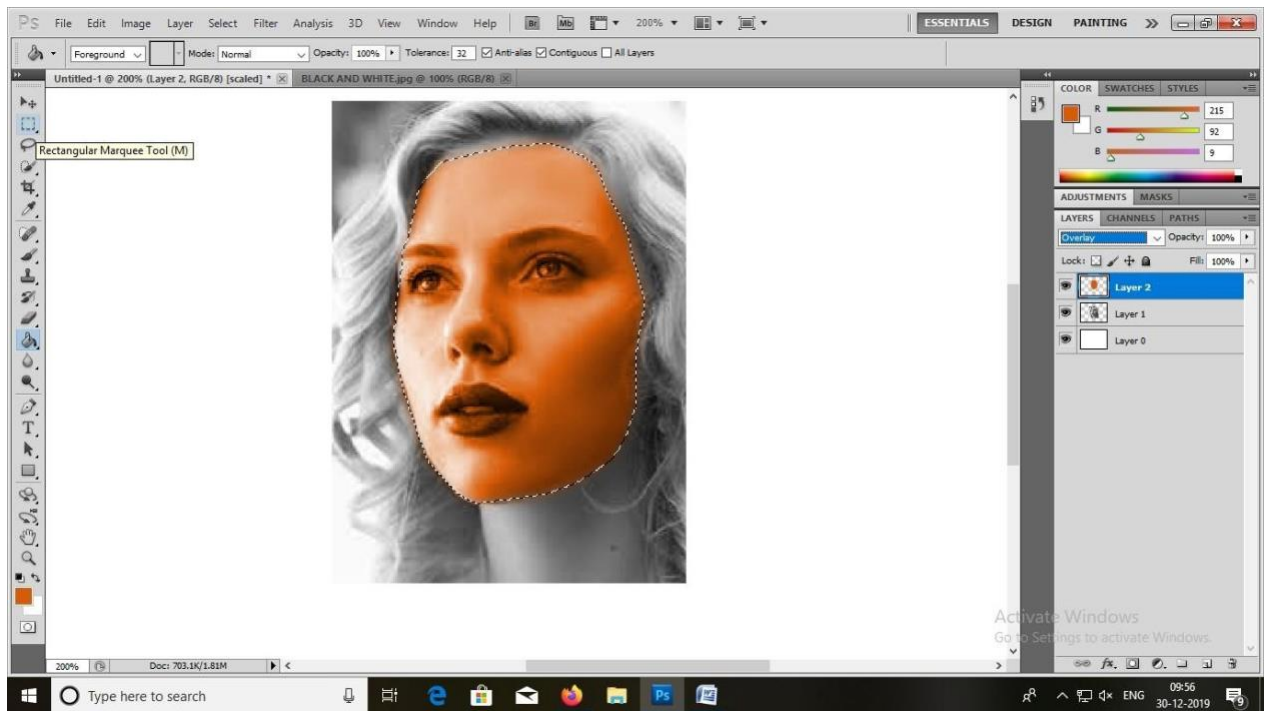 PS File Edit Image Layer Select Filter Analysis 3D View Window Help Br Mb 200% ESSENTIALS DESIGN PAINTING
Foreground Mode: Normal Opacity: 100% Tolerance: 32 Anti-alias Contiguous All Layers
Untitled-1 @ 200% (Layer 2, RGB/8) [scaled] * BLACK AND WHITE.jpg @ 100% (RGB/8)
Rectangular Marquee Tool (M)
COLOR SWATCHES STYLES
R 215
G 92
B 9
ADJUSTMENTS MASKS
LAYERS CHANNELS PATHS
Overlay Opacity: 100%
Lock: Fill: 100%
Layer 2
Layer 1
Layer 0
T
Activate Windows
Go to Settings to activate Windows.
200% Doc: 703.1K/1.81M
fx.
Type here to search
Ps
ENG
09:56
30-12-2019
9